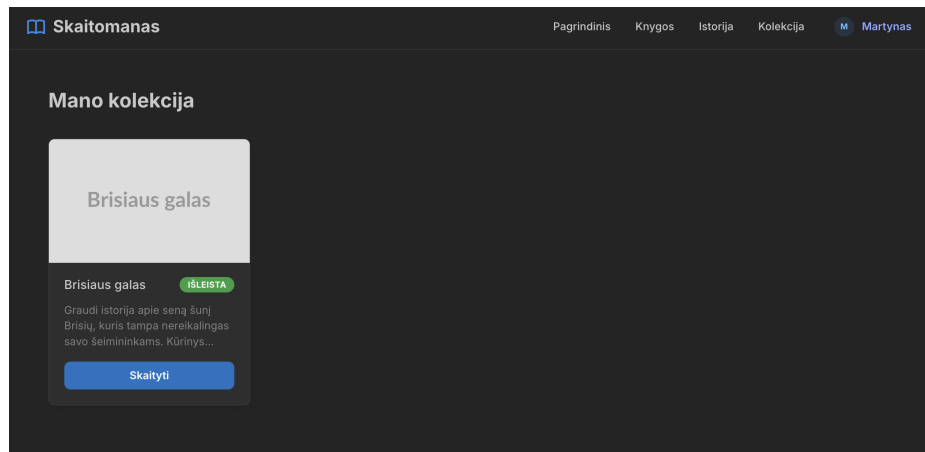 Skaitomanas
Pagrindinis Knygos Istorija Kolekcija M Martynas
Mano kolekcija
Brisiaus galas
Brisiaus galas IŠLEISTA
Graudi istorija apie seną šunį
Brisių, kuris tampa nereikalingas
savo šeimininkams. Kūrinys...
Skaityti